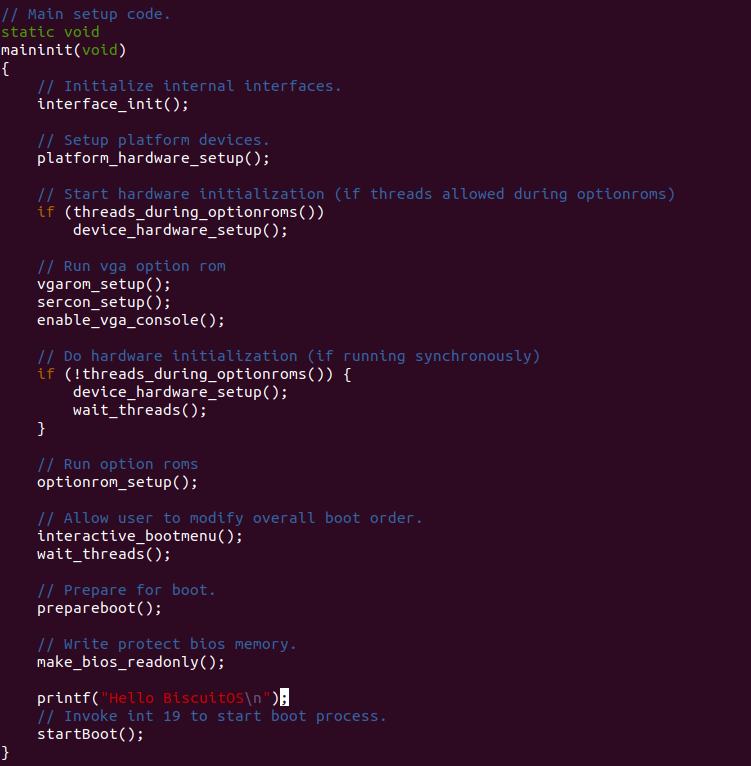 // Main setup code.
static void
maininit(void)
{
    // Initialize internal interfaces.
    interface_init();

    // Setup platform devices.
    platform_hardware_setup();

    // Start hardware initialization (if threads allowed during optionroms)
    if (threads_during_optionroms())
        device_hardware_setup();

    // Run vga option rom
    vgarom_setup();
    sercon_setup();
    enable_vga_console();

    // Do hardware initialization (if running synchronously)
    if (!threads_during_optionroms()) {
        device_hardware_setup();
        wait_threads();
    }

    // Run option roms
    optionrom_setup();

    // Allow user to modify overall boot order.
    interactive_bootmenu();
    wait_threads();

    // Prepare for boot.
    prepareboot();

    // Write protect bios memory.
    make_bios_readonly();

    printf("Hello BiscuitOS\n");
    // Invoke int 19 to start boot process.
    startBoot();
}